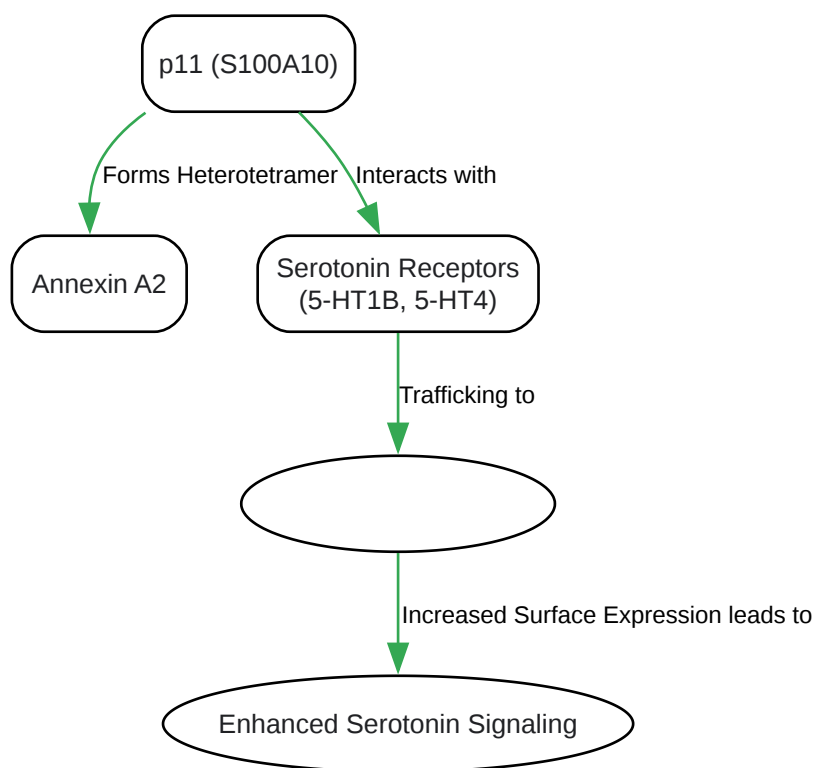 p11 (S100A10)
Forms Heterotetramer
Interacts with
Annexin A2
Serotonin Receptors
(5-HT1B, 5-HT4)
Trafficking to
Increased Surface Expression leads to
Enhanced Serotonin Signaling